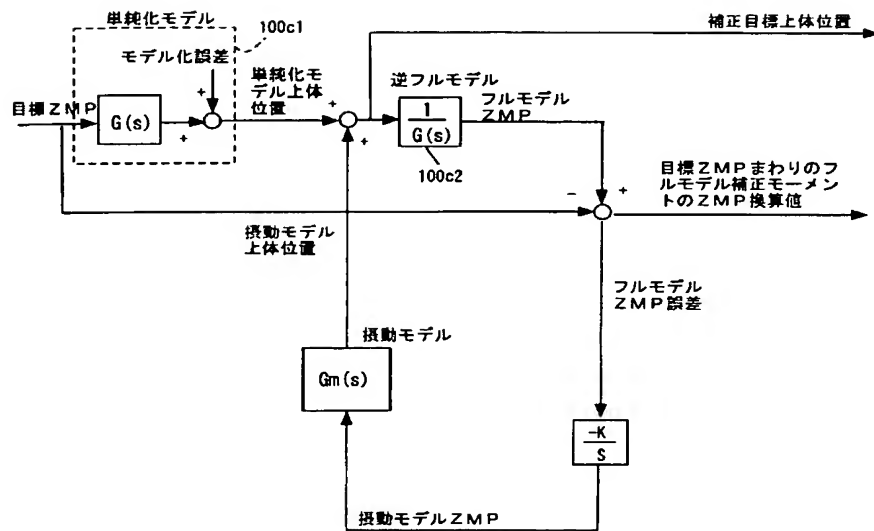 単純化モデル
100c1
補正目標上体位置
モデル化誤差
単純化モ
デル上体
位置
逆フルモデル
フルモデル
ZMP
目標ZMP
G(s)
+
+
+
+
1
G(s)
100c2
-
+
目標ZMPまわりのフ
ルモデル補正モーメン
トのZMP換算値
摂動モデル
上体位置
フルモデル
ZMP誤差
摂動モデル
Gm(s)
-K
S
摂動モデルZMP